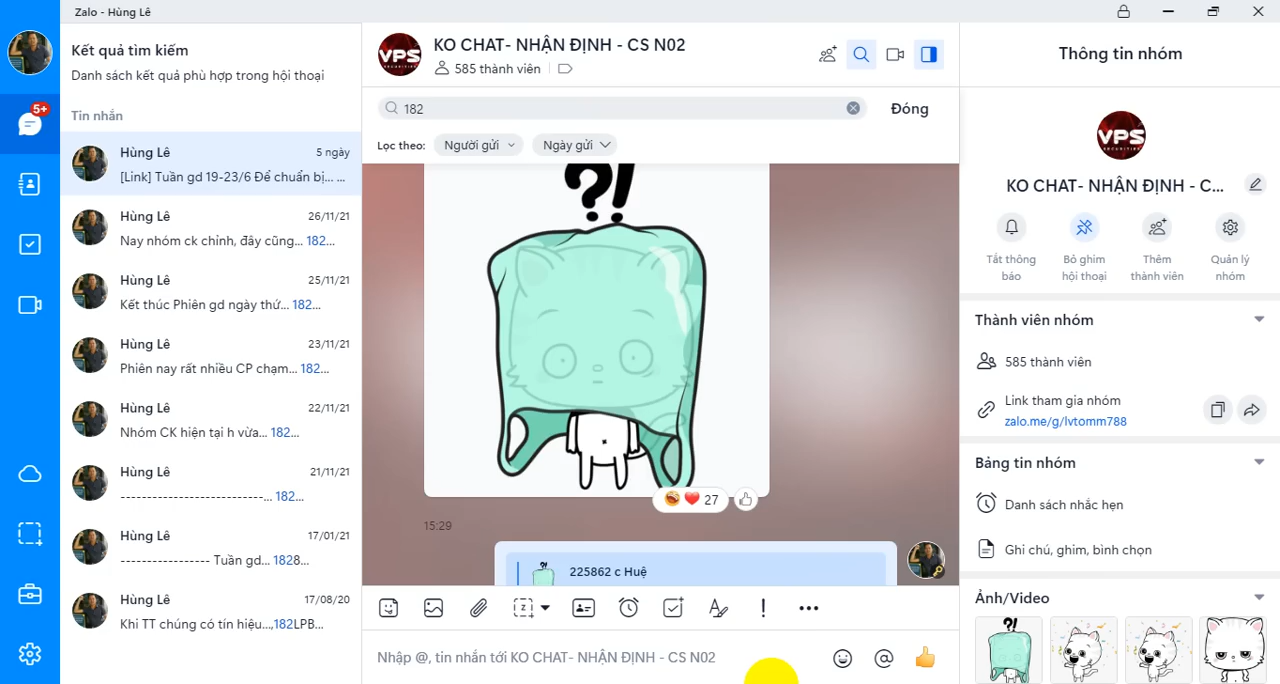 Zalo - Hùng Lê
5+
Kết quả tìm kiếm
Danh sách kết quả phù hợp trong hội thoại
Tin nhắn
Hùng Lê 5 ngày
[Link] Tuần gd 19-23/6 Để chuẩn bị... ...
Hùng Lê 26/11/21
Nay nhóm ck chỉnh, đây cũng... 182...
Hùng Lê 25/11/21
Kết thúc Phiên gd ngày thứ... 182...
Hùng Lê 23/11/21
Phiên nay rất nhiều CP chạm... 182...
Hùng Lê 22/11/21
Nhóm CK hiện tại h vừa... 182...
Hùng Lê 21/11/21
---------------------------... 182...
Hùng Lê 17/01/21
----------------- Tuần gd... 1828...
Hùng Lê 17/08/20
Khi TT chúng có tín hiệu...,182LPB...
VPS
SECURITIES
KO CHAT- NHẬN ĐỊNH - CS N02
585 thành viên
182
Đóng
Lọc theo: Người gửi Ngày gửi
?!
27
15:29
225862 c Huệ
Nhập @, tin nhắn tới KO CHAT- NHẬN ĐỊNH - CS N02
Thông tin nhóm
VPS
SECURITIES
KO CHAT- NHẬN ĐỊNH - C...
Tắt thông báo
Bỏ ghim hội thoại
Thêm thành viên
Quản lý nhóm
Thành viên nhóm
585 thành viên
Link tham gia nhóm
zalo.me/g/lvtomm788
Bảng tin nhóm
Danh sách nhắc hẹn
Ghi chú, ghim, bình chọn
Ảnh/Video
?!